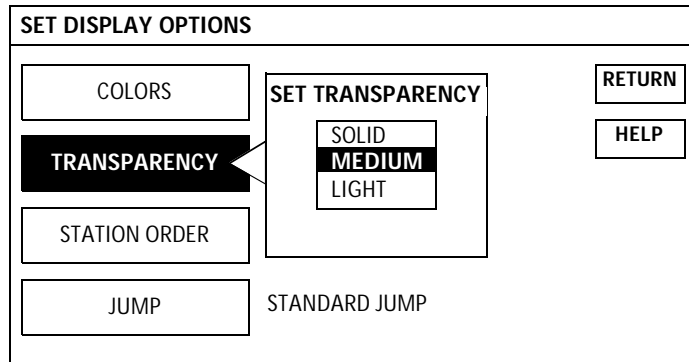 SET DISPLAY OPTIONS
COLORS
SET TRANSPARENCY
RETURN
SOLID
HELP
TRANSPARENCY
MEDIUM
LIGHT
STATION ORDER
JUMP
STANDARD JUMP